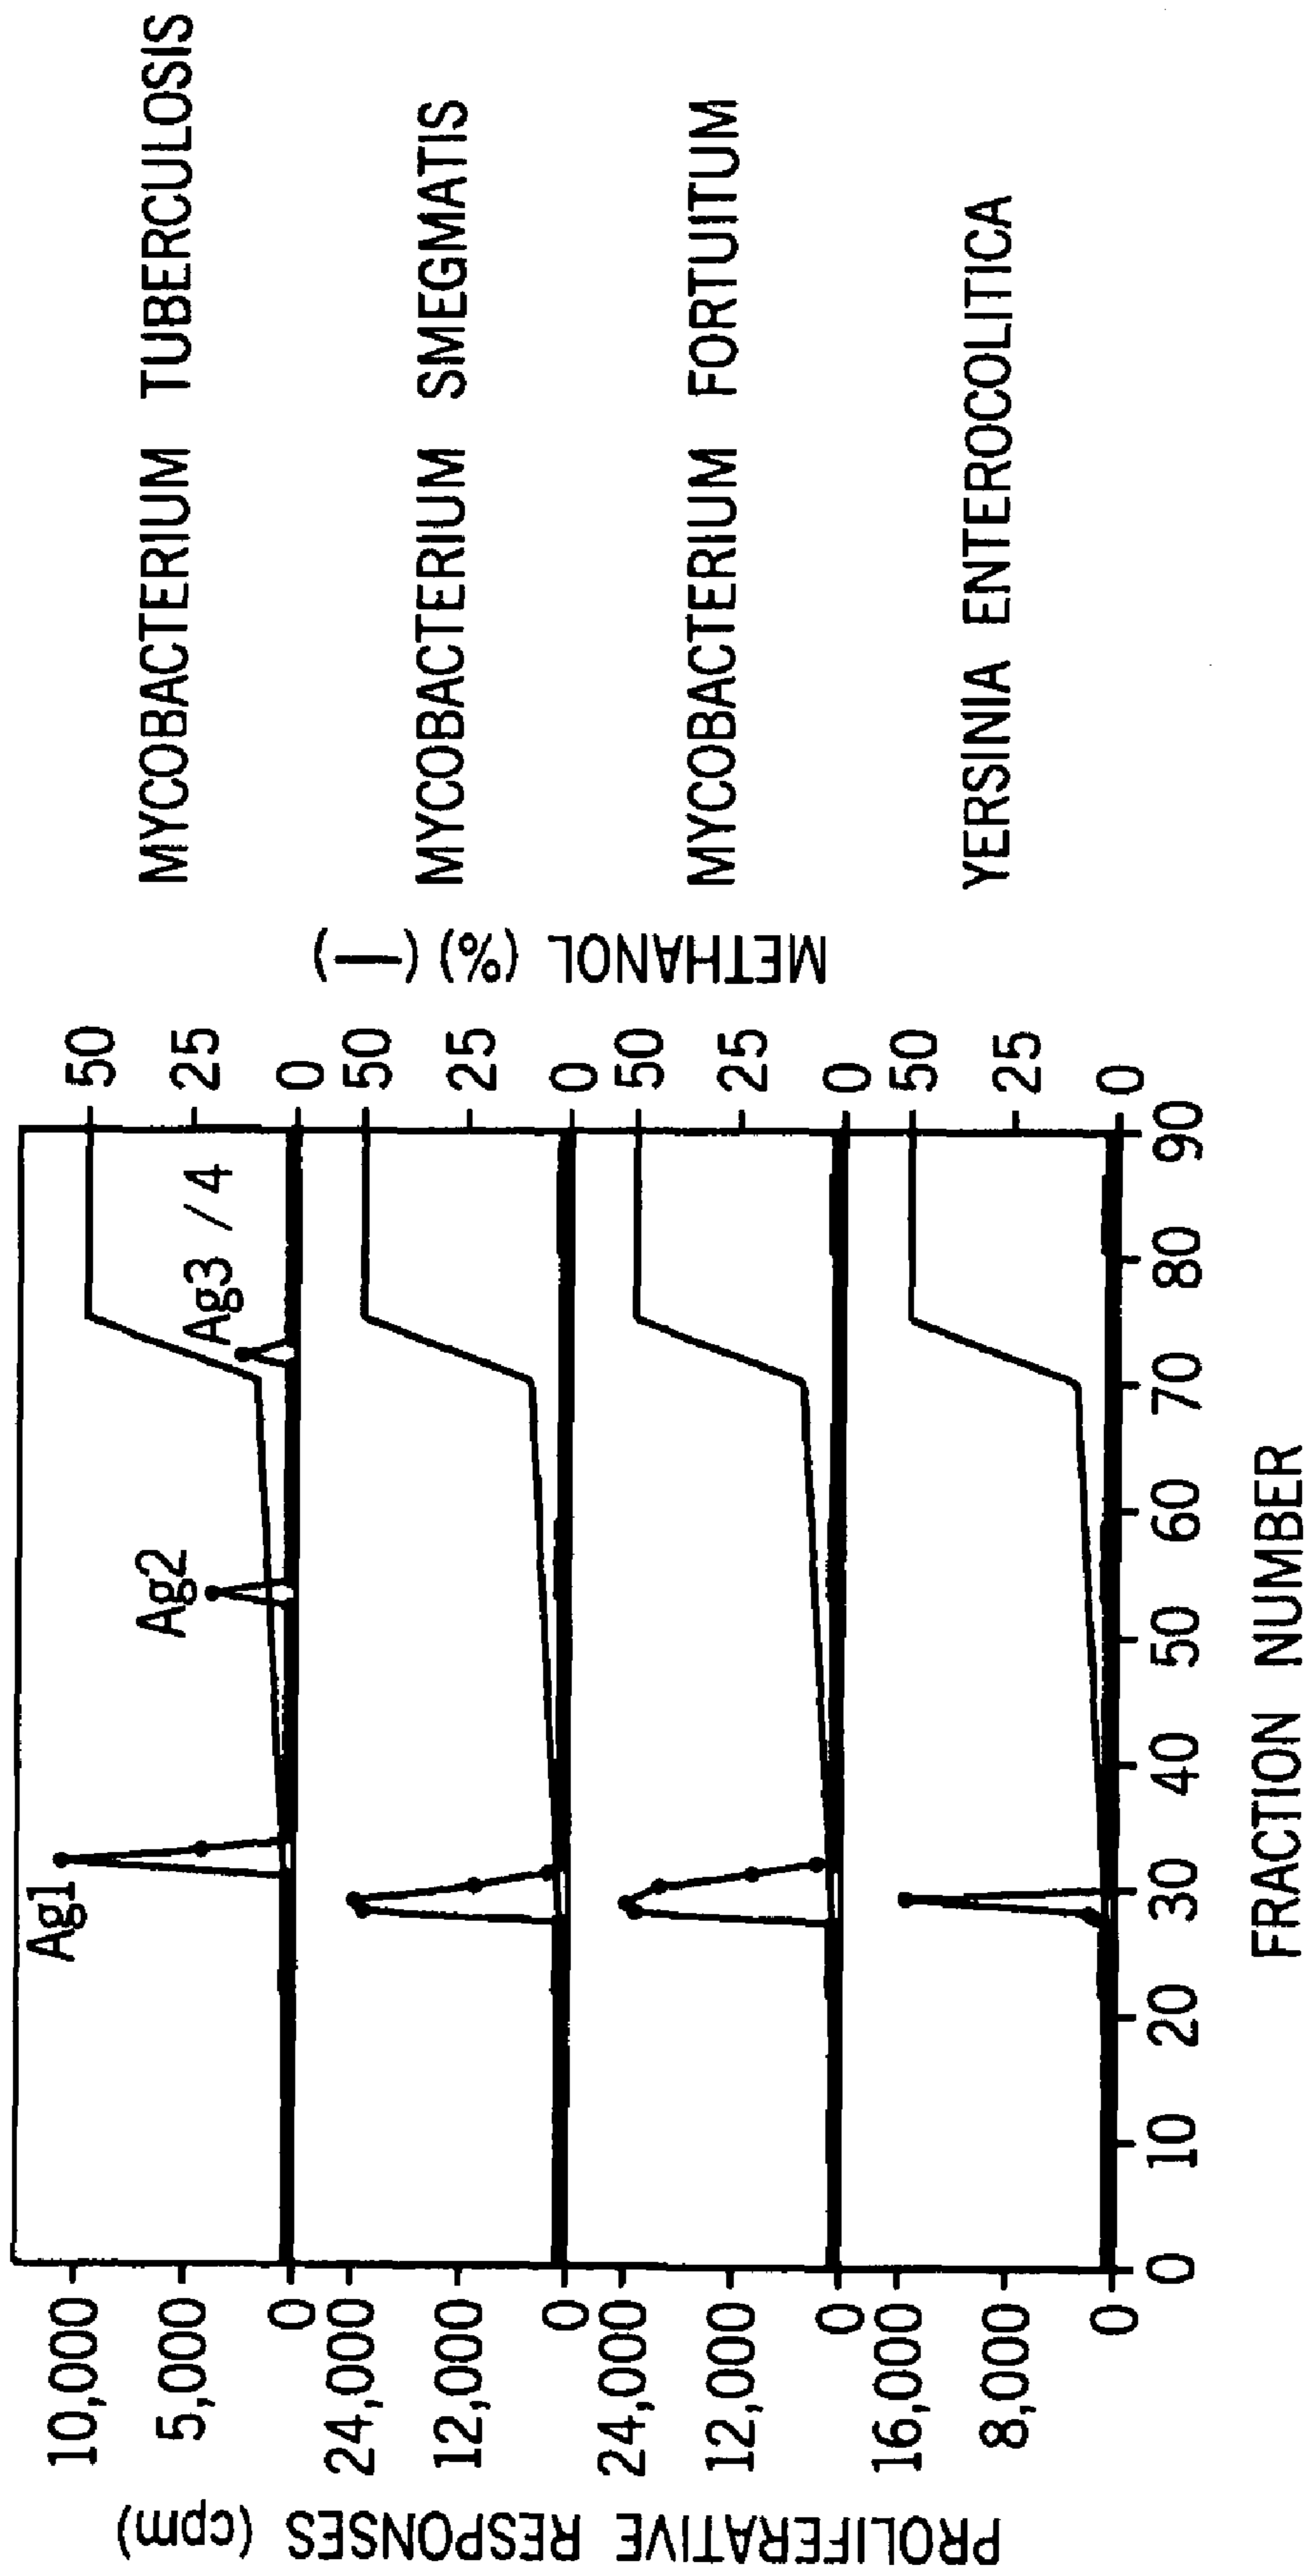 PROLIFERATIVE RESPONSES (cpm)
10,000
5,000
0
Ag1
Ag2
Ag3 / 4
50
25
0
MYCOBACTERIUM TUBERCULOSIS
24,000
12,000
0
50
25
0
MYCOBACTERIUM SMEGMATIS
24,000
12,000
0
50
25
0
MYCOBACTERIUM FORTUITUM
16,000
8,000
0
50
25
0
YERSINIA ENTEROCOLITICA
METHANOL (%) (—)
0 10 20 30 40 50 60 70 80 90
FRACTION NUMBER